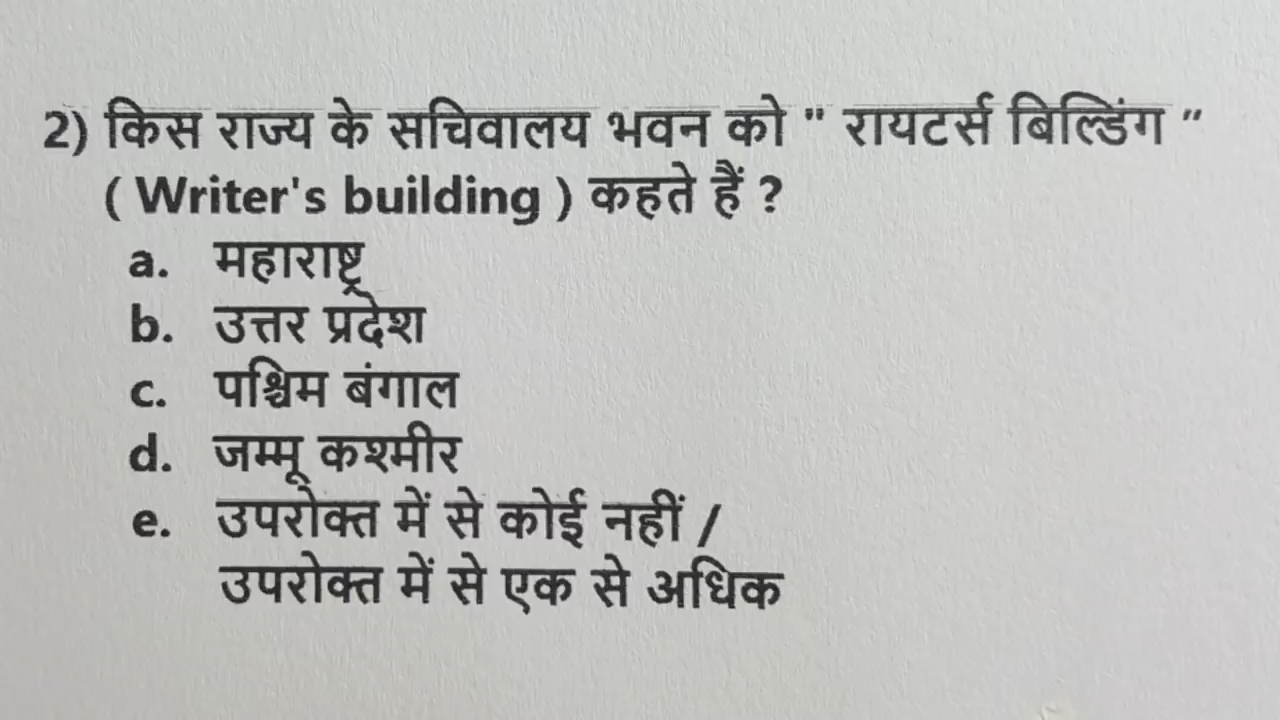 2) किस राज्य के सचिवालय भवन को " रायटर्स बिल्डिंग "
( Writer's building ) कहते हैं ?
a. महाराष्ट्र
b. उत्तर प्रदेश
c. पश्चिम बंगाल
d. जम्मू कश्मीर
e. उपरोक्त में से कोई नहीं /
उपरोक्त में से एक से अधिक